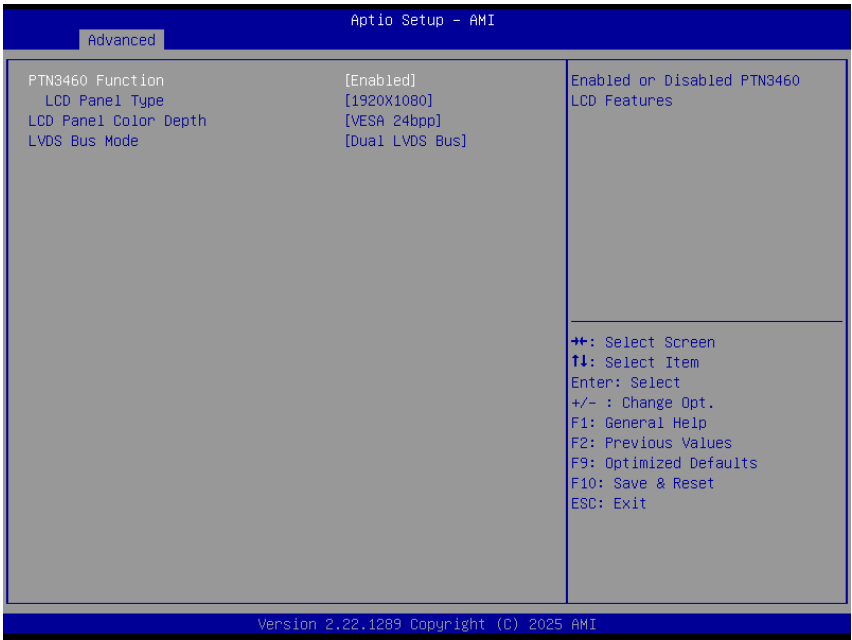 Aptio Setup - AMI
Advanced
PTN3460 Function [Enabled]
LCD Panel Type [1920X1080]
LCD Panel Color Depth [VESA 24bpp]
LVDS Bus Mode [Dual LVDS Bus]
Enabled or Disabled PTN3460
LCD Features
→←: Select Screen
↑↓: Select Item
Enter: Select
+/- : Change Opt.
F1: General Help
F2: Previous Values
F9: Optimized Defaults
F10: Save & Reset
ESC: Exit
Version 2.22.1289 Copyright (C) 2025 AMI